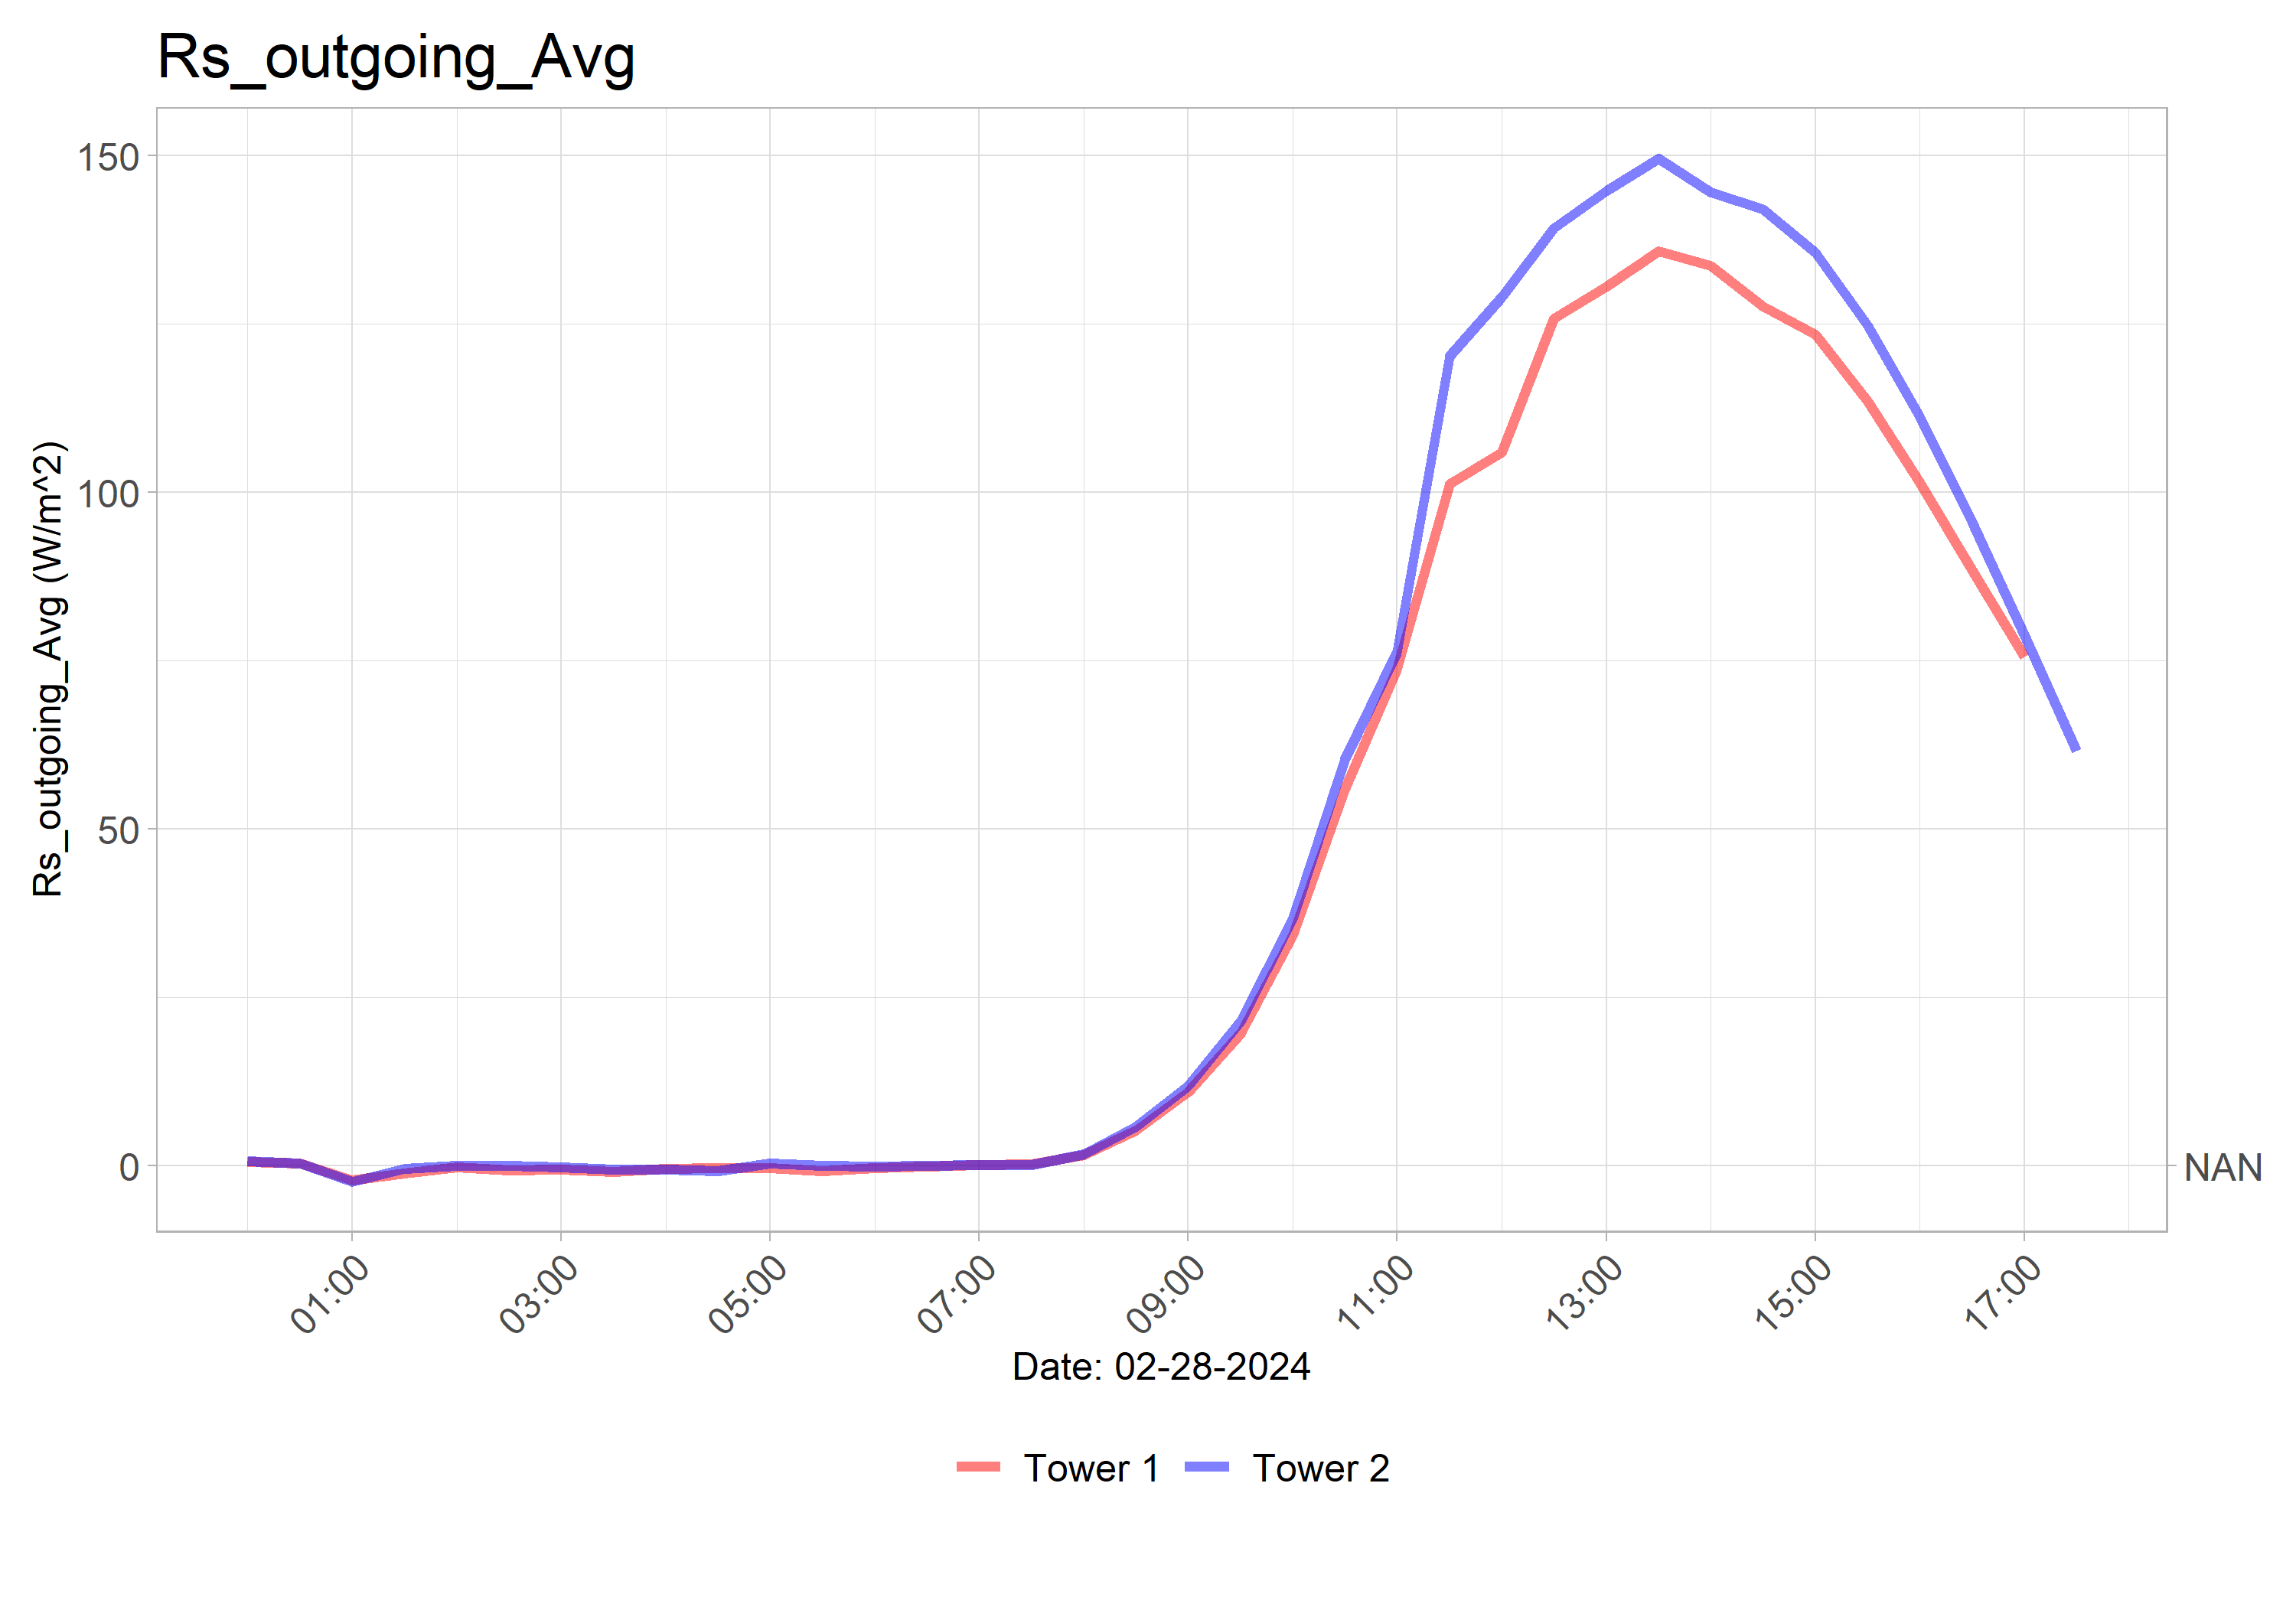 Rs_outgoing_Avg
Rs_outgoing_Avg (W/m^2)
150
100
50
0
NAN
01:00 03:00 05:00 07:00 09:00 11:00 13:00 15:00 17:00
Date: 02-28-2024
Tower 1 Tower 2